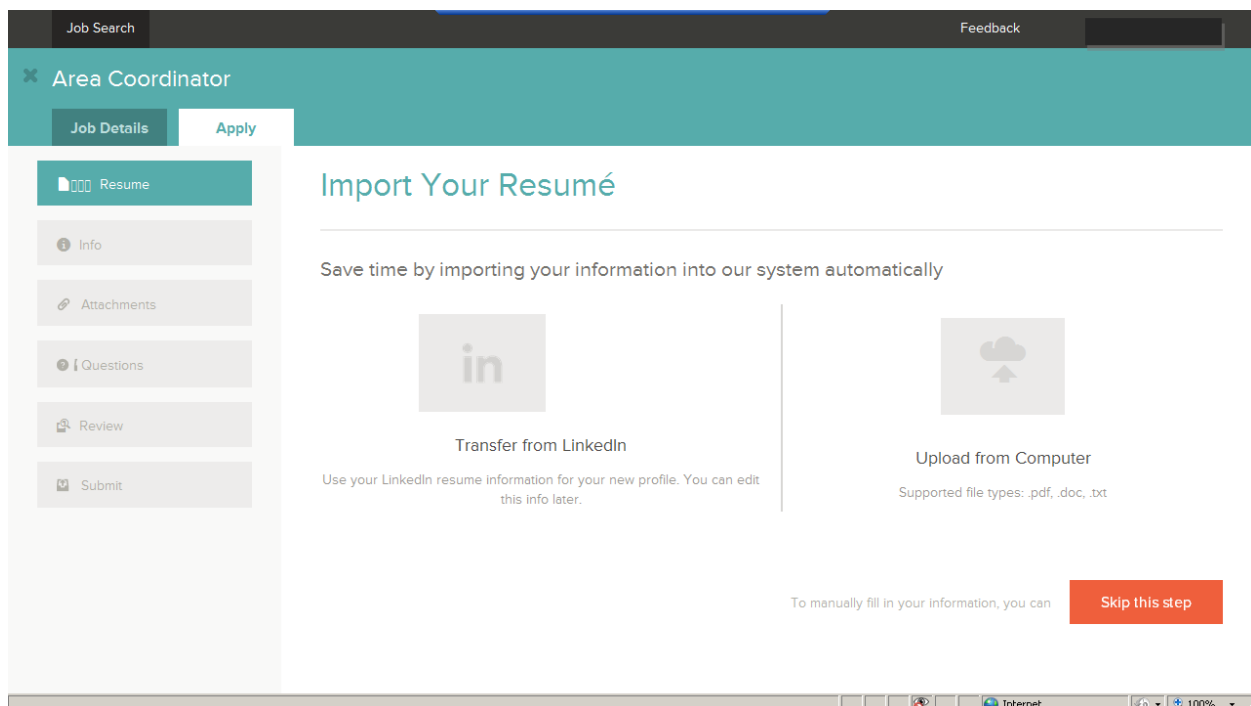 Job Search
Feedback
Area Coordinator
Job Details
Apply
Resume
Info
Attachments
Questions
Review
Submit
Import Your Resumé
Save time by importing your information into our system automatically
in
Transfer from LinkedIn
Use your LinkedIn resume information for your new profile. You can edit
this info later.
Upload from Computer
Supported file types: .pdf, .doc, .txt
To manually fill in your information, you can
Skip this step
Internet
100%